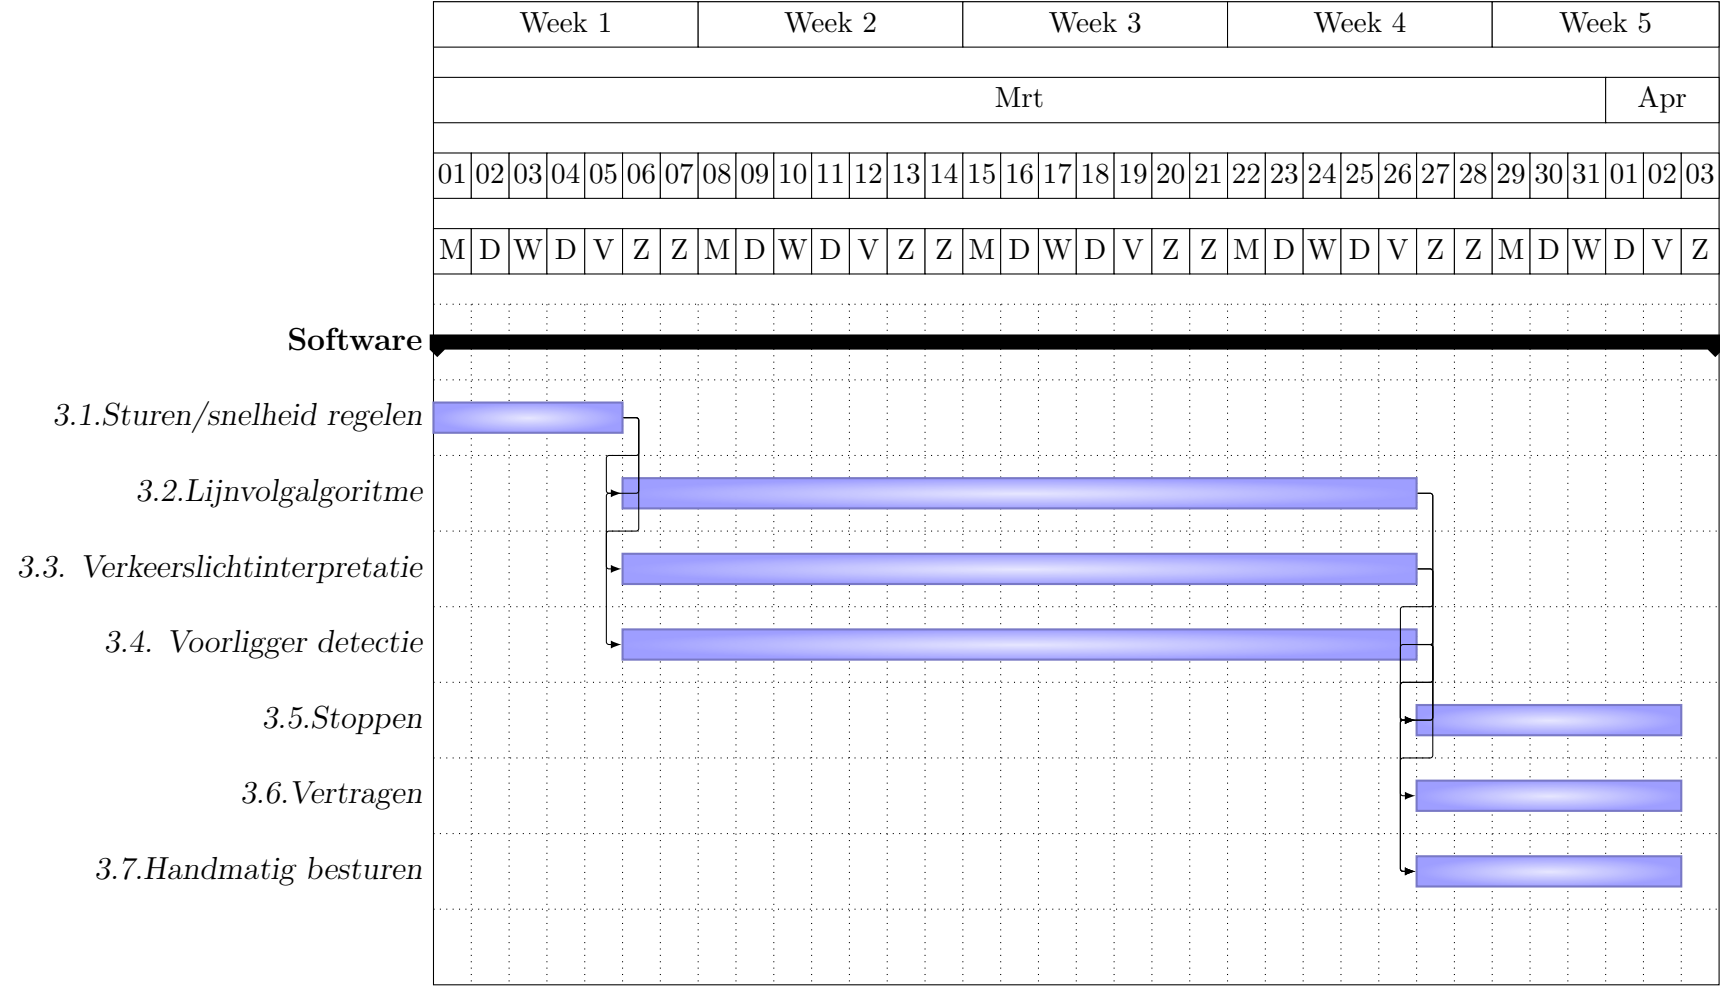 Week 1 Week 2 Week 3 Week 4 Week 5
Mrt Apr
01 02 03 04 05 06 07 08 09 10 11 12 13 14 15 16 17 18 19 20 21 22 23 24 25 26 27 28 29 30 31 01 02 03
M D W D V Z Z M D W D V Z Z M D W D V Z Z M D W D V Z Z M D W D V Z
Software
3.1.Sturen/snelheid regelen
3.2.Lijnvolgalgoritme
3.3. Verkeerslichtinterpretatie
3.4. Voorligger detectie
3.5.Stoppen
3.6.Vertragen
3.7.Handmatig besturen